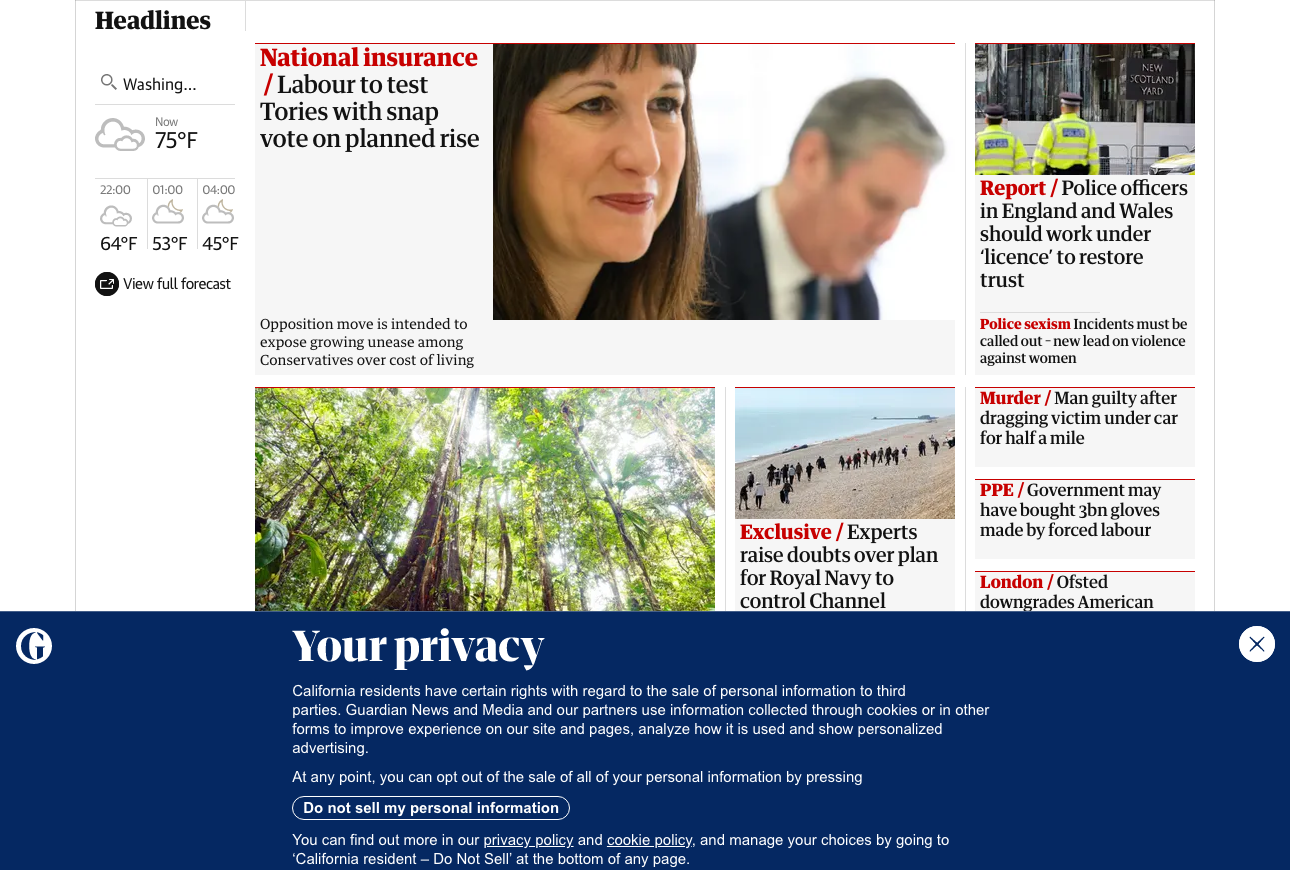 Headlines
Washing...
Now
75°F
22:00
01:00
04:00
64°F
53°F
45°F
View full forecast
National insurance
/ Labour to test
Tories with snap
vote on planned rise
Opposition move is intended to
expose growing unease among
Conservatives over cost of living
NEW
SCOTLAND
YARD
POLICE
Report / Police officers
in England and Wales
should work under
‘licence’ to restore
trust
Police sexism Incidents must be
called out – new lead on violence
against women
Exclusive / Experts
raise doubts over plan
for Royal Navy to
control Channel
Murder / Man guilty after
dragging victim under car
for half a mile
PPE / Government may
have bought 3bn gloves
made by forced labour
London / Ofsted
downgrades American
G
Your privacy
California residents have certain rights with regard to the sale of personal information to third
parties. Guardian News and Media and our partners use information collected through cookies or in other
forms to improve experience on our site and pages, analyze how it is used and show personalized
advertising.
At any point, you can opt out of the sale of all of your personal information by pressing
Do not sell my personal information
You can find out more in our privacy policy and cookie policy, and manage your choices by going to
‘California resident – Do Not Sell’ at the bottom of any page.